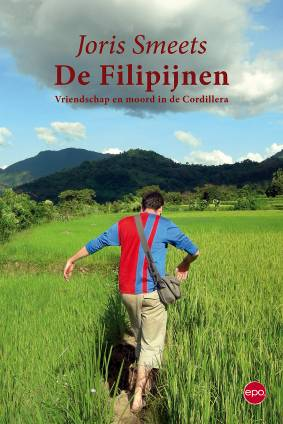 Joris Smeets
De Filipijnen
Vriendschap en moord in de Cordillera
epo